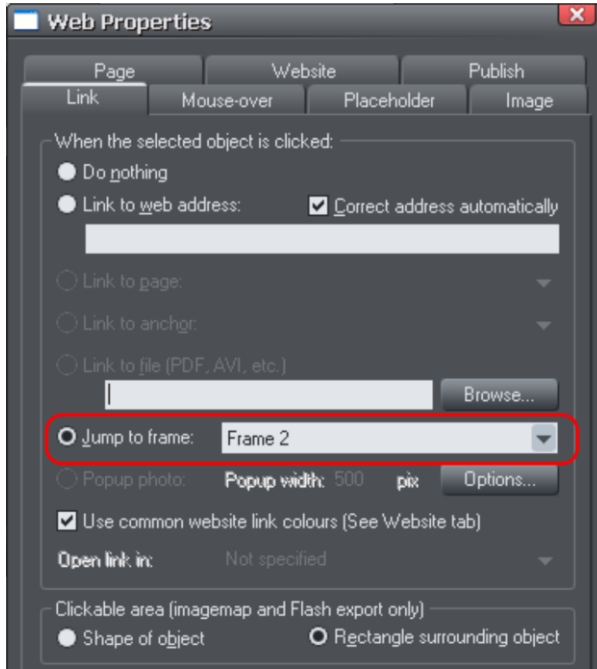 Web Properties
Page Website Publish
Link Mouse-over Placeholder Image
When the selected object is clicked:
Do nothing
Link to web address: Correct address automatically
Link to page:
Link to anchor:
Link to file (PDF, AVI, etc.)
Browse...
Jump to frame: Frame 2
Popup photo: Popup width: 500 pix Options...
Use common website link colours (See Website tab)
Open link in: Not specified
Clickable area (imagemap and Flash export only)
Shape of object Rectangle surrounding object